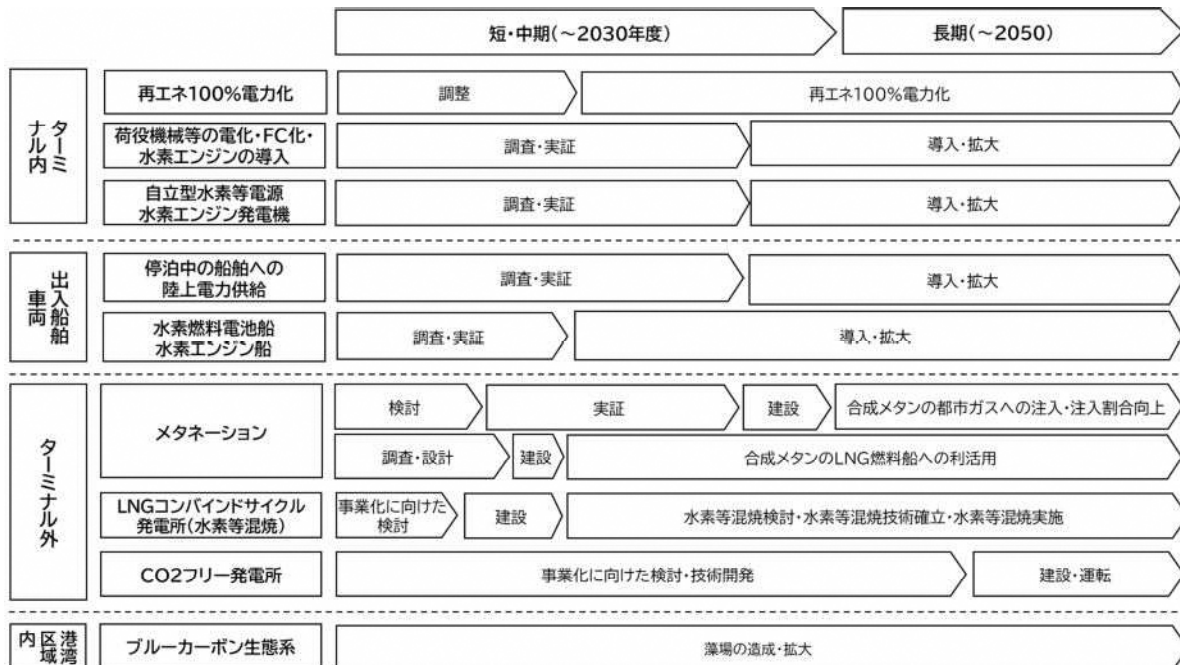 短・中期(～2030年度)
長期(～2050)
ターミ
ナル内
再エネ100%電力化
調整
再エネ100%電力化
荷役機械等の電化・FC化・
水素エンジンの導入
調査・実証
導入・拡大
自立型水素等電源
水素エンジン発電機
調査・実証
導入・拡大
出入船舶
車両
停泊中の船舶への
陸上電力供給
調査・実証
導入・拡大
水素燃料電池船
水素エンジン船
調査・実証
導入・拡大
ターミナル外
メタネーション
検討
実証
建設
合成メタンの都市ガスへの注入・注入割合向上
調査・設計
建設
合成メタンのLNG燃料船への利活用
LNGコンバインドサイクル
発電所(水素等混焼)
事業化に向けた
検討
建設
水素等混焼検討・水素等混焼技術確立・水素等混焼実施
CO2フリー発電所
事業化に向けた検討・技術開発
建設・運転
港湾
区域
内
ブルーカーボン生態系
藻場の造成・拡大